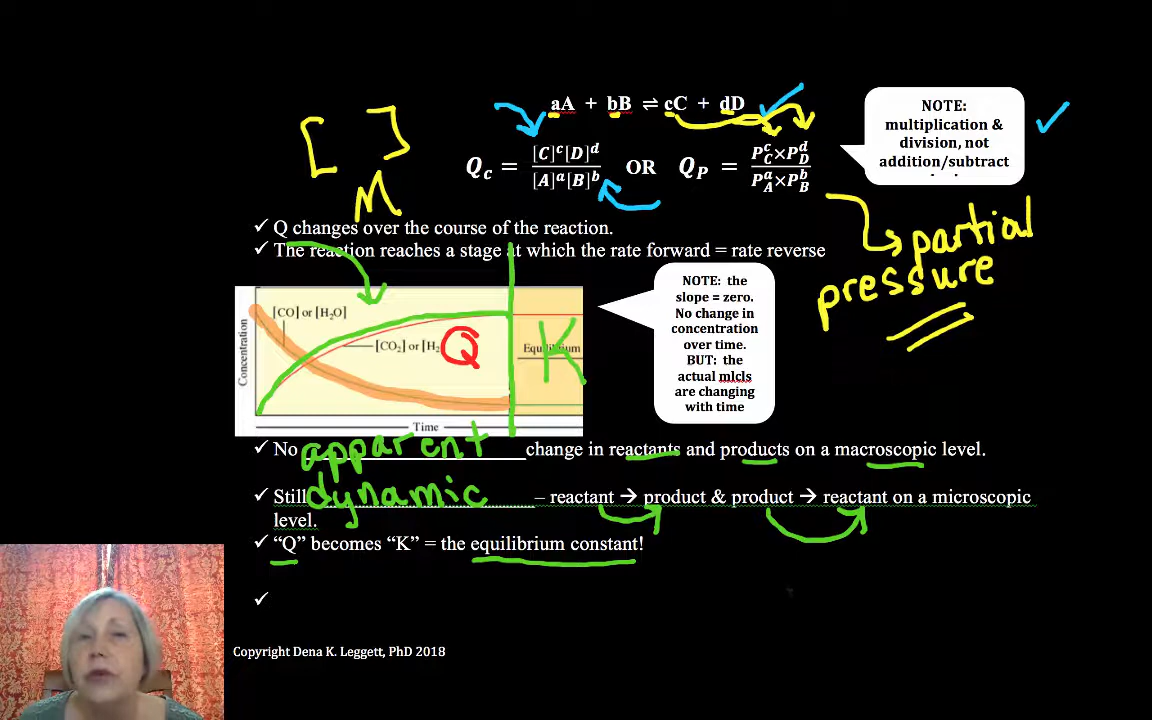 aA + bB ⇌ cC + dD
[ ]
M
Qc = [C]^c[D]^d / [A]^a[B]^b OR QP = P_C^c×P_D^d / P_A^a×P_B^b
NOTE:
multiplication &
division, not
addition/subtract
✓ Q changes over the course of the reaction.
✓ The reaction reaches a stage at which the rate forward = rate reverse
partial
pressure
[CO] or [H2O]
[CO2] or [H2
Q
K
Equilibrium
Concentration
Time
NOTE: the
slope = zero.
No change in
concentration
over time.
BUT: the
actual mlcls
are changing
with time
✓ No apparent change in reactants and products on a macroscopic level.
✓ Still dynamic – reactant → product & product → reactant on a microscopic
level.
✓ “Q” becomes “K” = the equilibrium constant!
✓
Copyright Dena K. Leggett, PhD 2018